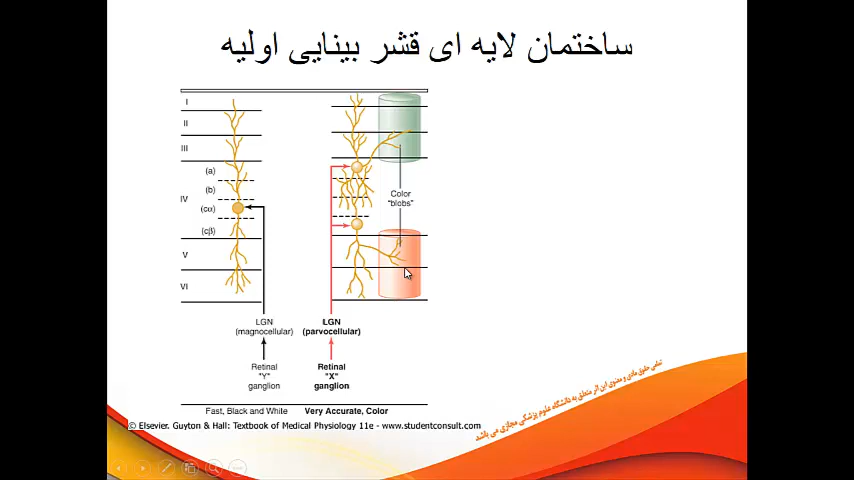 ساختمان لایه ای قشر بینایی اولیه
I
II
III
(a)
(b)
IV
(cα)
(cβ)
V
VI
Color
"blobs"
LGN
(magnocellular)
LGN
(parvocellular)
Retinal
"Y"
ganglion
Retinal
"X"
ganglion
Fast, Black and White
Very Accurate, Color
© Elsevier. Guyton & Hall: Textbook of Medical Physiology 11e - www.studentconsult.com
تمامی حقوق مادی و معنوی این اثر متعلق به دانشگاه علوم پزشکی مجازی می باشد